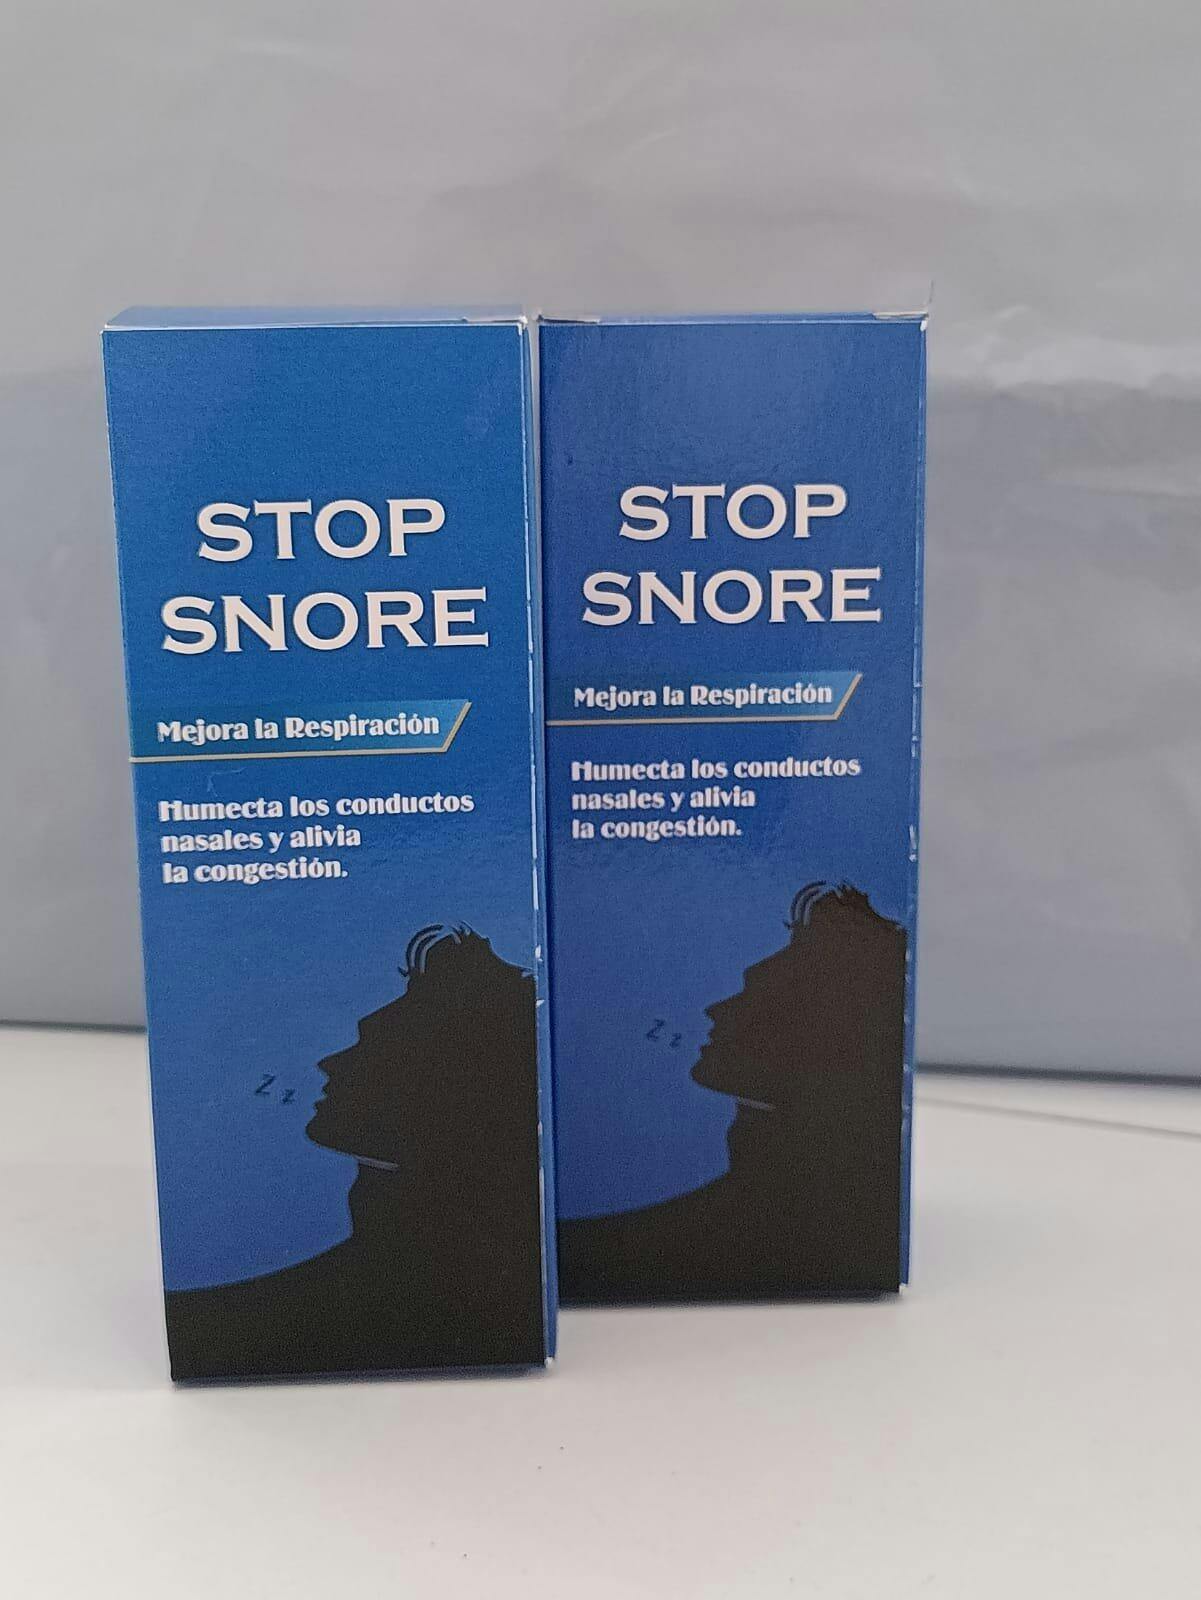 STOP
SNORE
Mejora la Respiración
Humecta los conductos
nasales y alivia
la congestión.
Z z
STOP
SNORE
Mejora la Respiración
Humecta los conductos
nasales y alivia
la congestión.
Z z